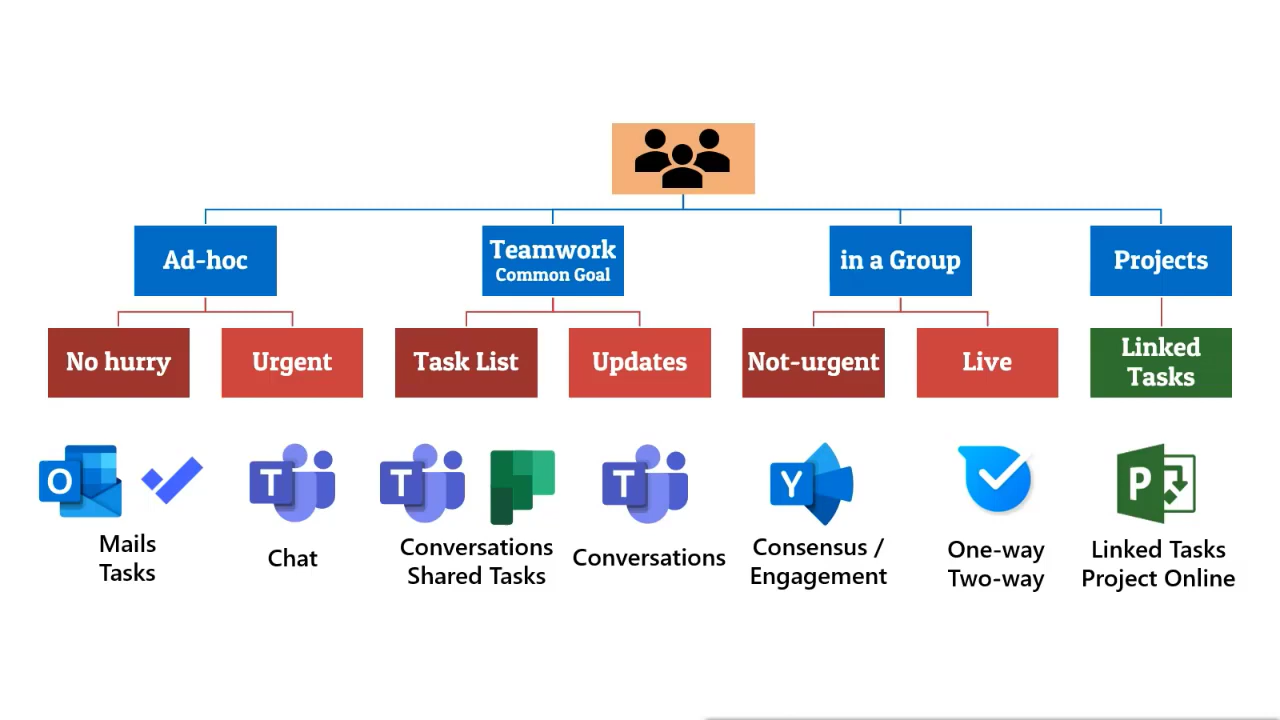 Ad-hoc
Teamwork
Common Goal
in a Group
Projects
No hurry
Urgent
Task List
Updates
Not-urgent
Live
Linked
Tasks
O
T
T
T
Y
P
Mails
Tasks
Chat
Conversations
Shared Tasks
Conversations
Consensus /
Engagement
One-way
Two-way
Linked Tasks
Project Online